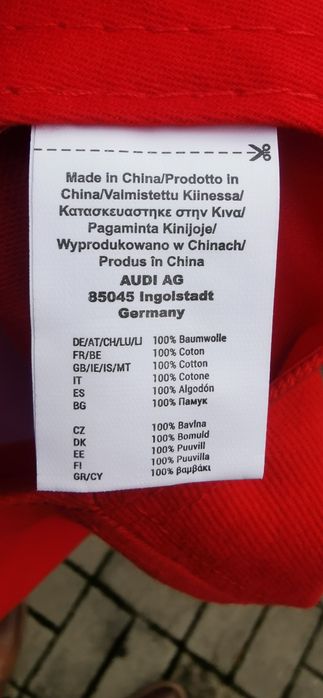 Made in China/Prodotto in
China/Valmistettu Kiinessa/
Κατασκευαστηκε στην Κινα/
Pagaminta Kinijoje/
Wyprodukowano w Chinach/
Produs în China
AUDI AG
85045 Ingolstadt
Germany
DE/AT/CH/LU/LI 100% Baumwolle
FR/BE 100% Coton
GB/IE/IS/MT 100% Cotton
IT 100% Cotone
ES 100% Algodón
BG 100% Памук
CZ 100% Bavlna
DK 100% Bomuld
EE 100% Puuvill
FI 100% Puuvilla
GR/CY 100% βαμβάκι